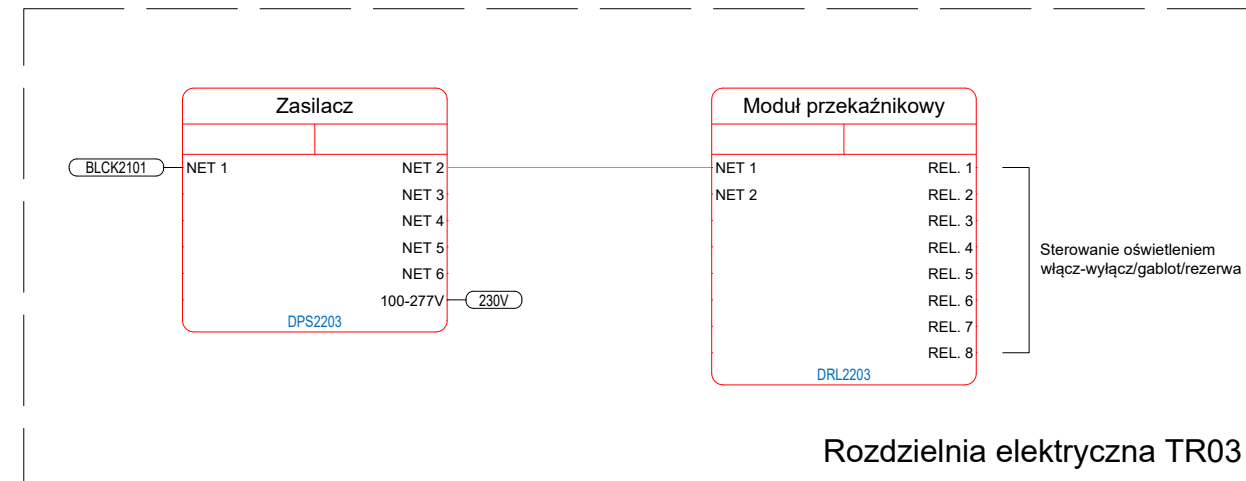 Zasilacz
BLCK2101
NET 1
NET 2
NET 3
NET 4
NET 5
NET 6
100-277V
230V
DPS2203
Moduł przekaźnikowy
NET 1
NET 2
REL. 1
REL. 2
REL. 3
REL. 4
REL. 5
REL. 6
REL. 7
REL. 8
DRL2203
Sterowanie oświetleniem
włącz-wyłącz/gablot/rezerwa
Rozdzielnia elektryczna TR03